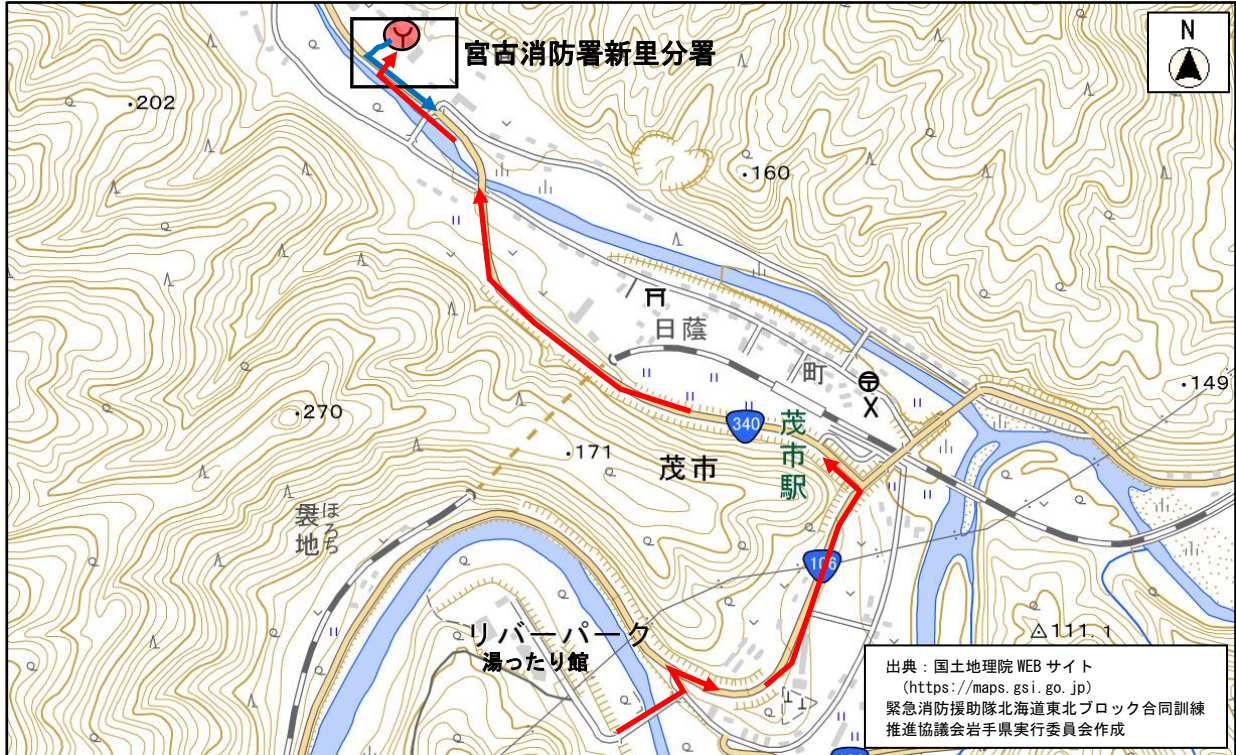 N
宮古消防署新里分署
202
160
日蔭
町
149
270
340
171
茂市
茂市駅
ほろち
袰地
106
リバーパーク
湯ったり館
111.1
出典：国土地理院 WEB サイト
（https://maps.gsi.go.jp）
緊急消防援助隊北海道東北ブロック合同訓練
推進協議会岩手県実行委員会作成